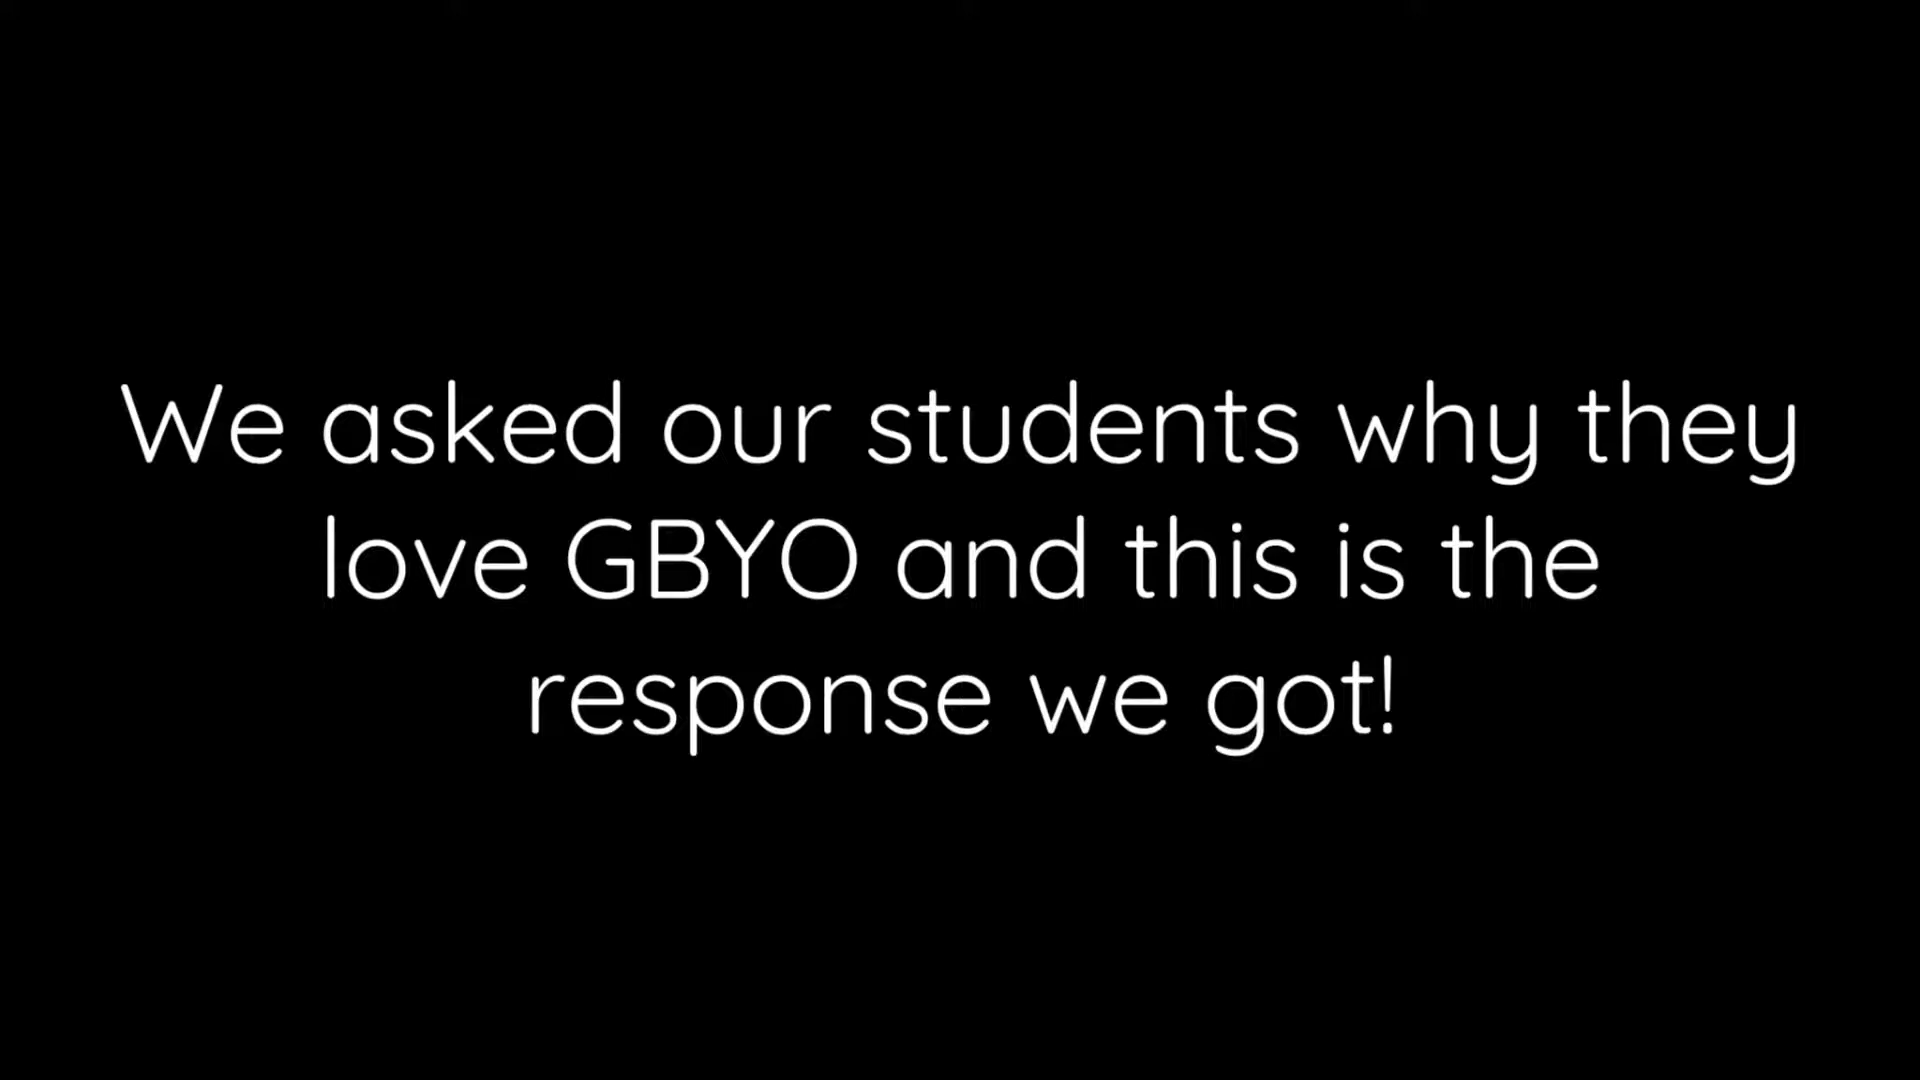 We asked our students why they
love GBYO and this is the
response we got!